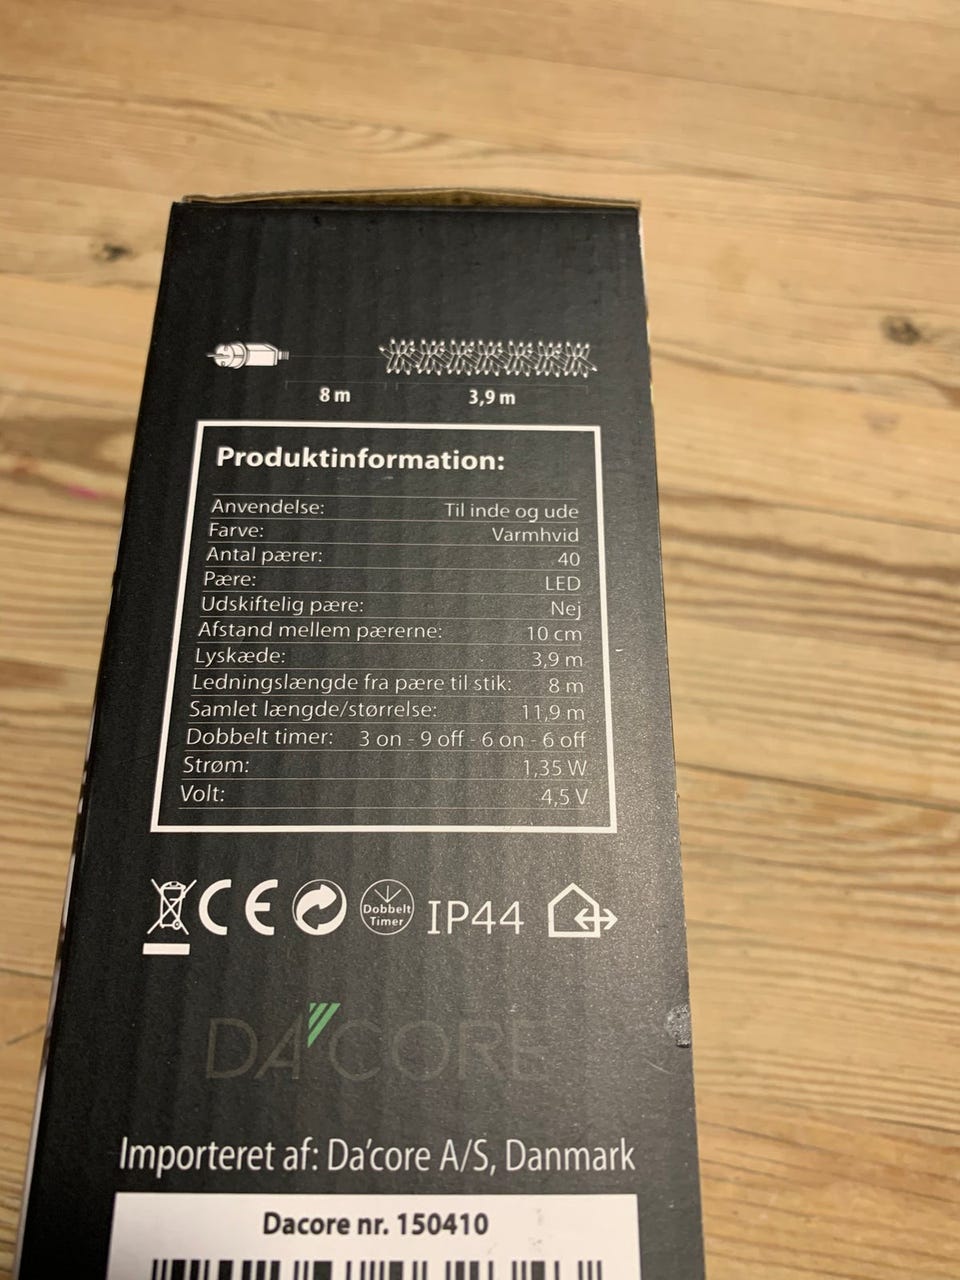 8 m 3,9 m
Produktinformation:
Anvendelse: Til inde og ude
Farve: Varmhvid
Antal pærer: 40
Pære: LED
Udskiftelig pære: Nej
Afstand mellem pærerne: 10 cm
Lyskæde: 3,9 m
Ledningslængde fra pære til stik: 8 m
Samlet længde/størrelse: 11,9 m
Dobbelt timer: 3 on - 9 off - 6 on - 6 off
Strøm: 1,35 W
Volt: 4,5 V
CE Dobbelt Timer IP44
DA'CORE
Importeret af: Da'core A/S, Danmark
Dacore nr. 150410